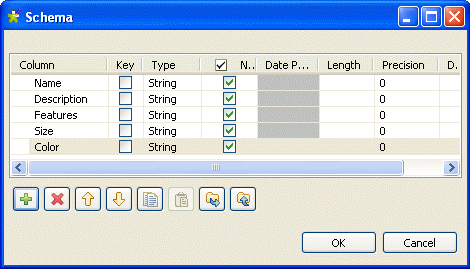 Schema
Column Key Type N... Date P... Length Precision D.
Name String 0
Description String 0
Features String 0
Size String 0
Color String 0
OK Cancel